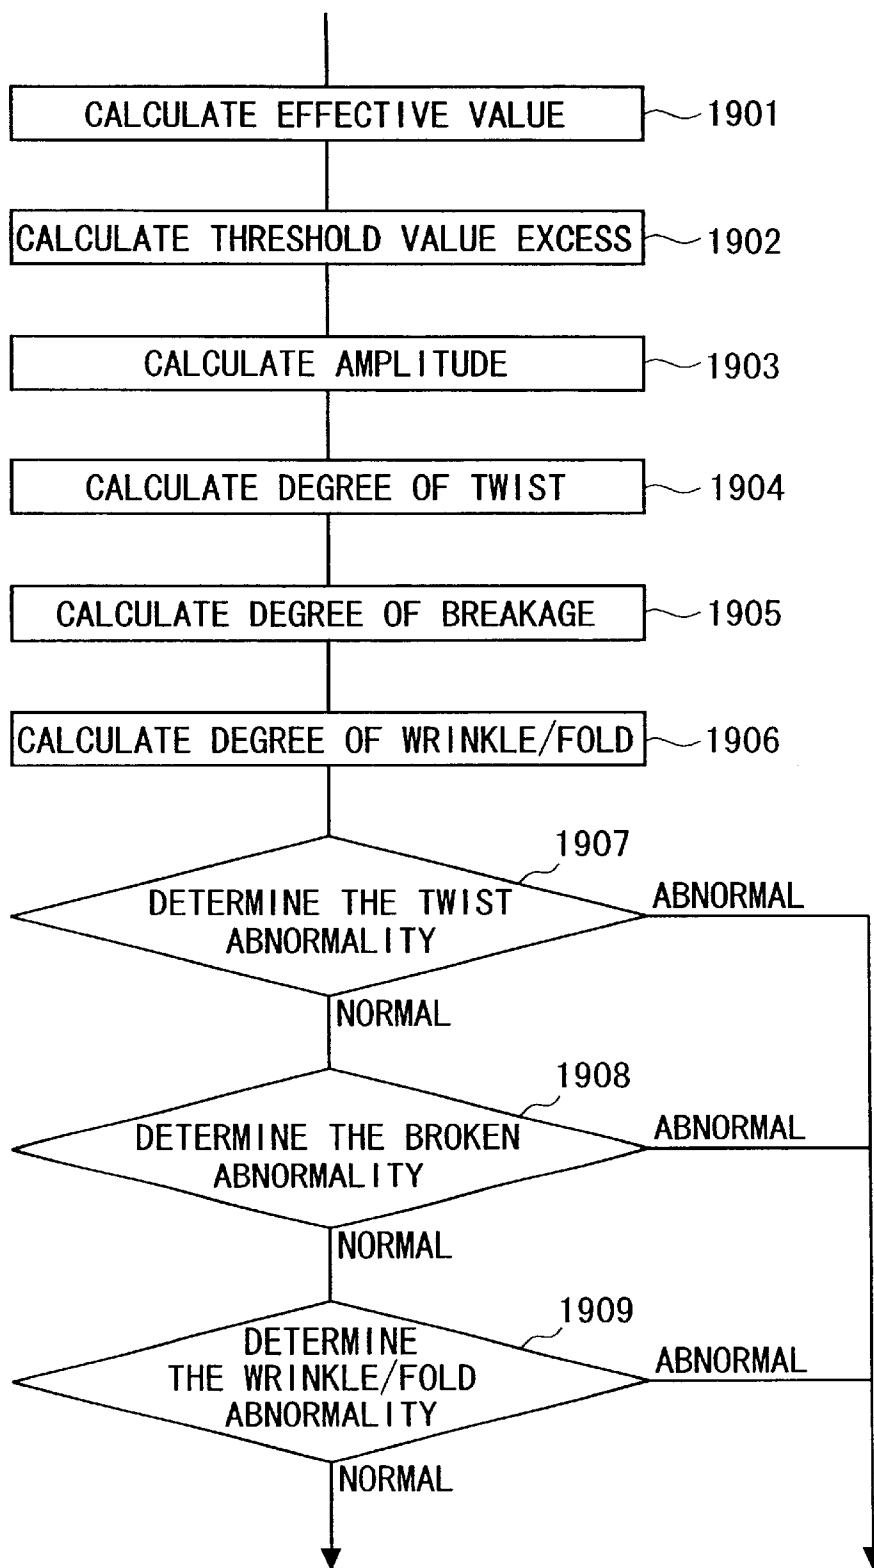 CALCULATE EFFECTIVE VALUE
1901
CALCULATE THRESHOLD VALUE EXCESS
1902
CALCULATE AMPLITUDE
1903
CALCULATE DEGREE OF TWIST
1904
CALCULATE DEGREE OF BREAKAGE
1905
CALCULATE DEGREE OF WRINKLE/FOLD
1906
1907
DETERMINE THE TWIST
ABNORMALITY
ABNORMAL
NORMAL
1908
DETERMINE THE BROKEN
ABNORMALITY
ABNORMAL
NORMAL
1909
DETERMINE
THE WRINKLE/FOLD
ABNORMALITY
ABNORMAL
NORMAL